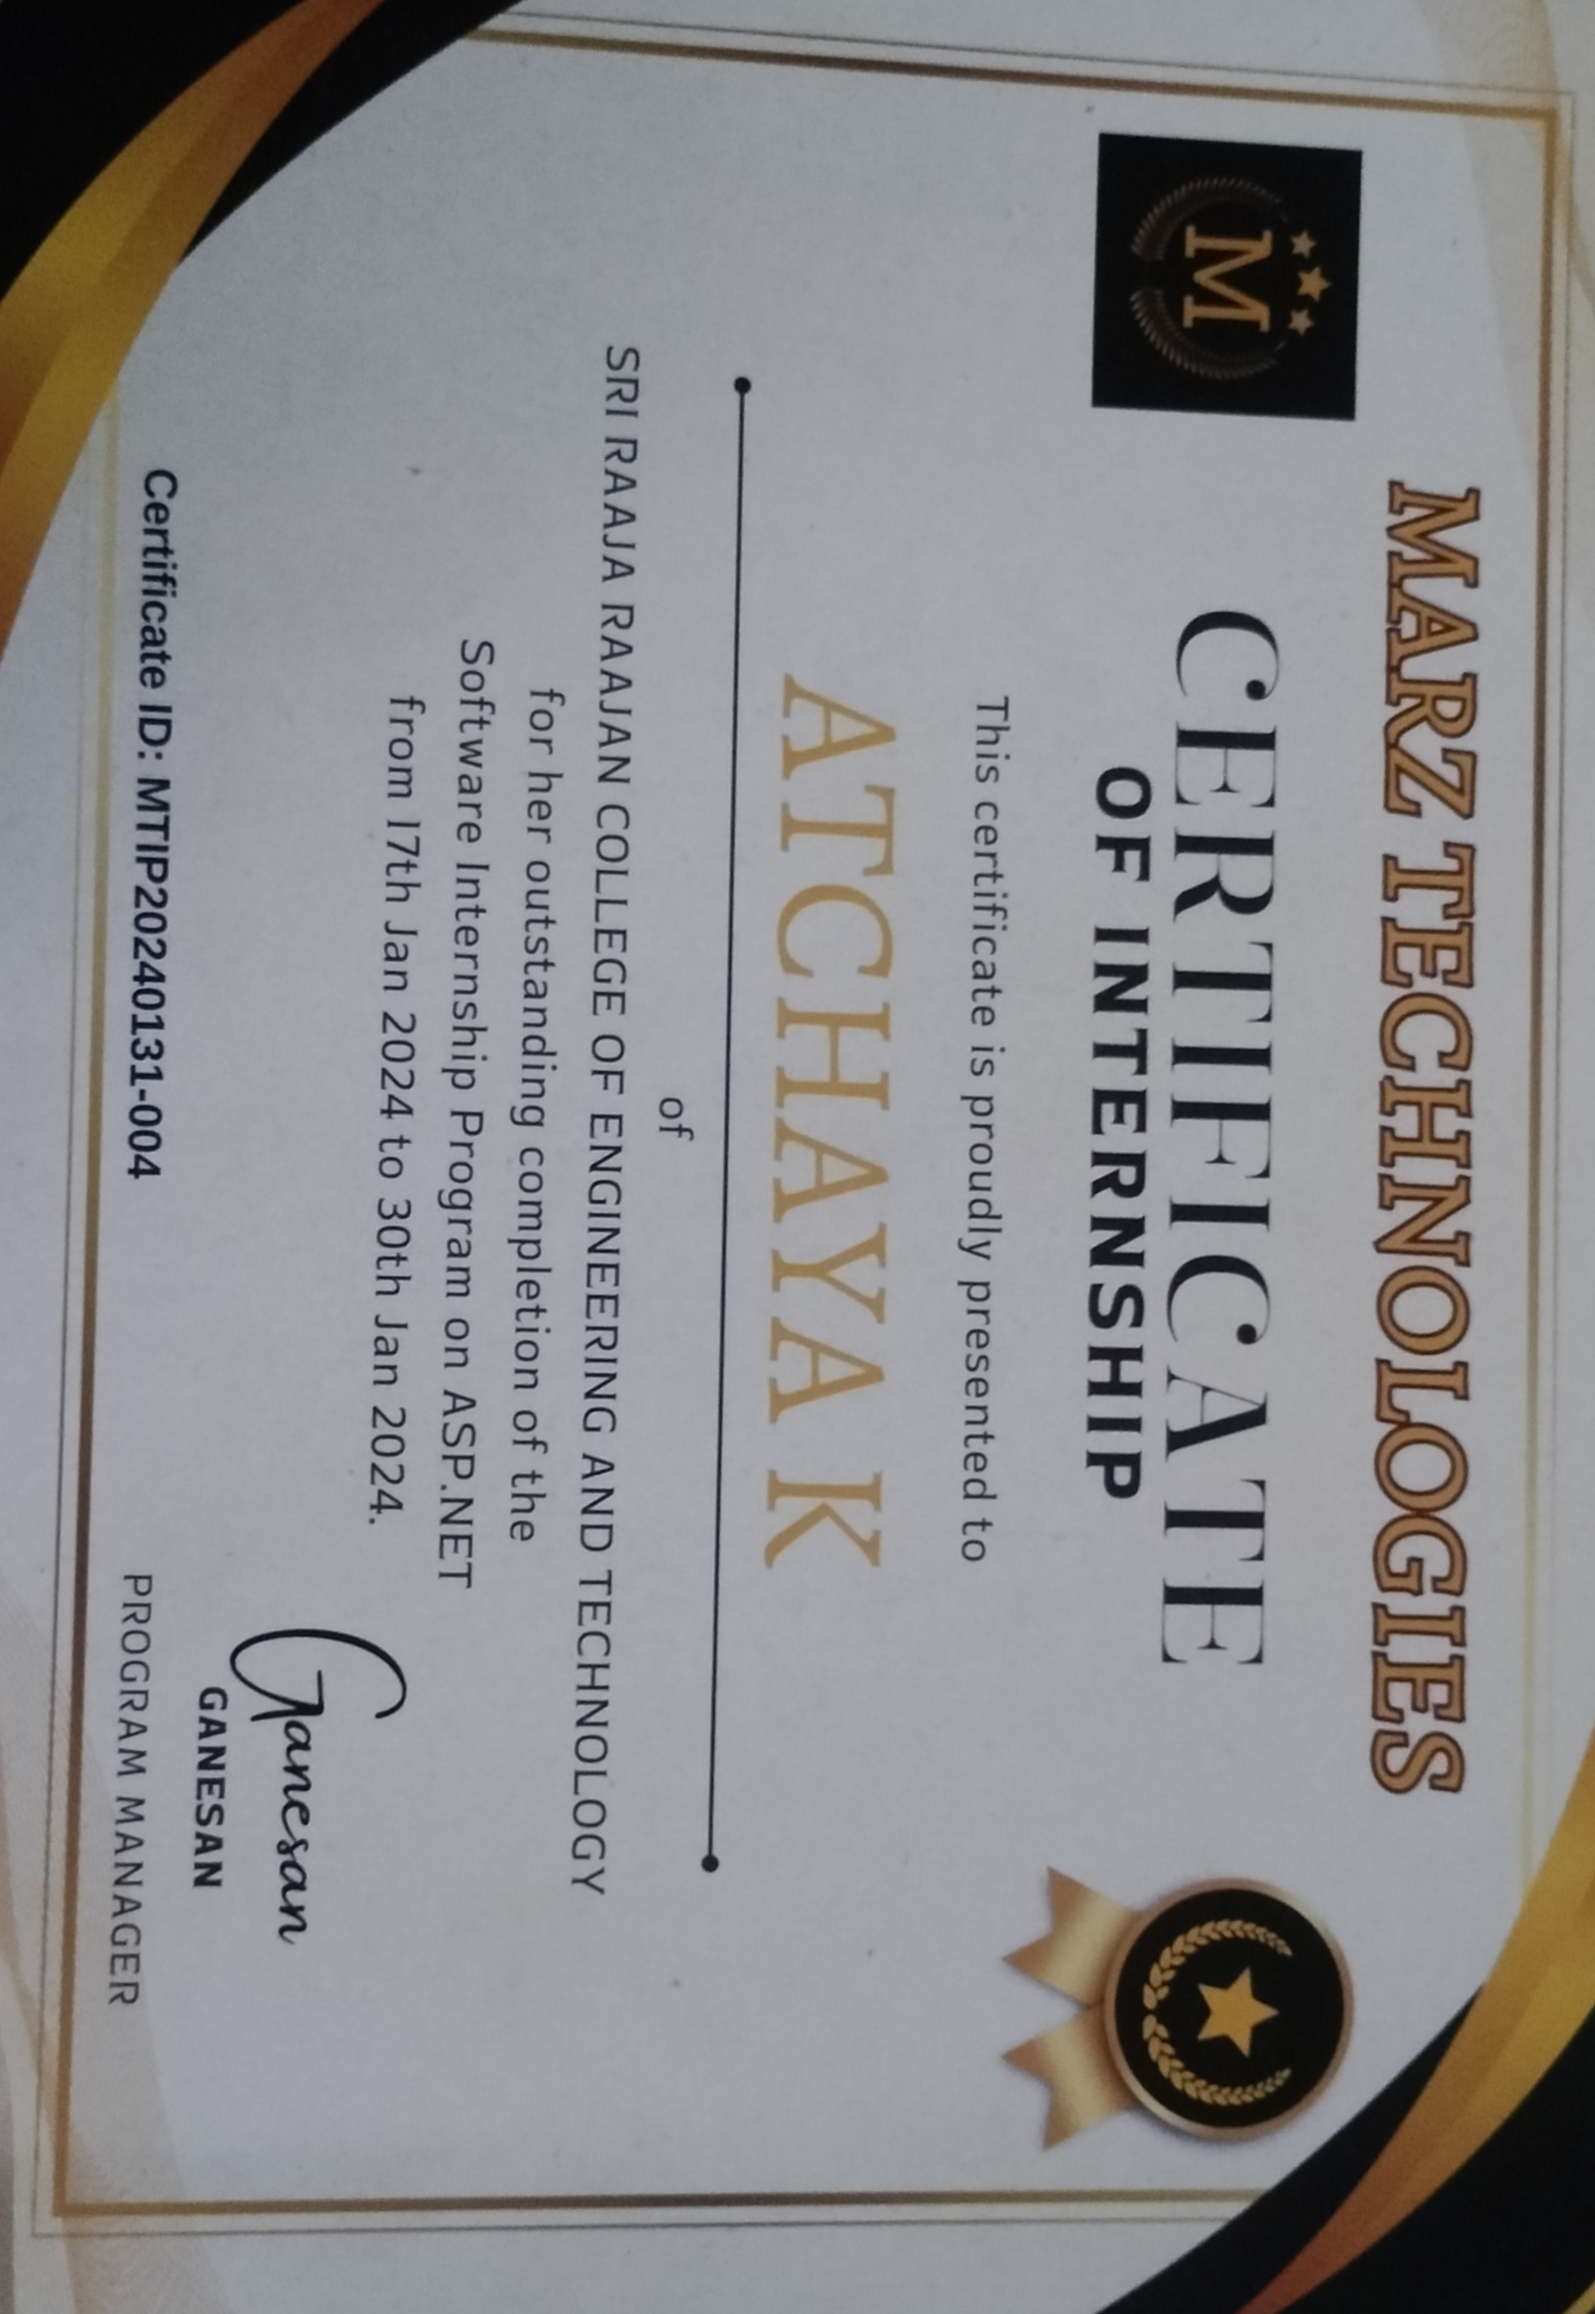 MARZ TECHNOLOGIES
M
CERTIFICATE
OF INTERNSHIP
This certificate is proudly presented to
ATCHAYA K
of
SRI RAAJA RAAJAN COLLEGE OF ENGINEERING AND TECHNOLOGY
for her outstanding completion of the
Software Internship Program on ASP.NET
from 17th Jan 2024 to 30th Jan 2024.
Ganesan
GANESAN
PROGRAM MANAGER
Certificate ID: MTIP20240131-004